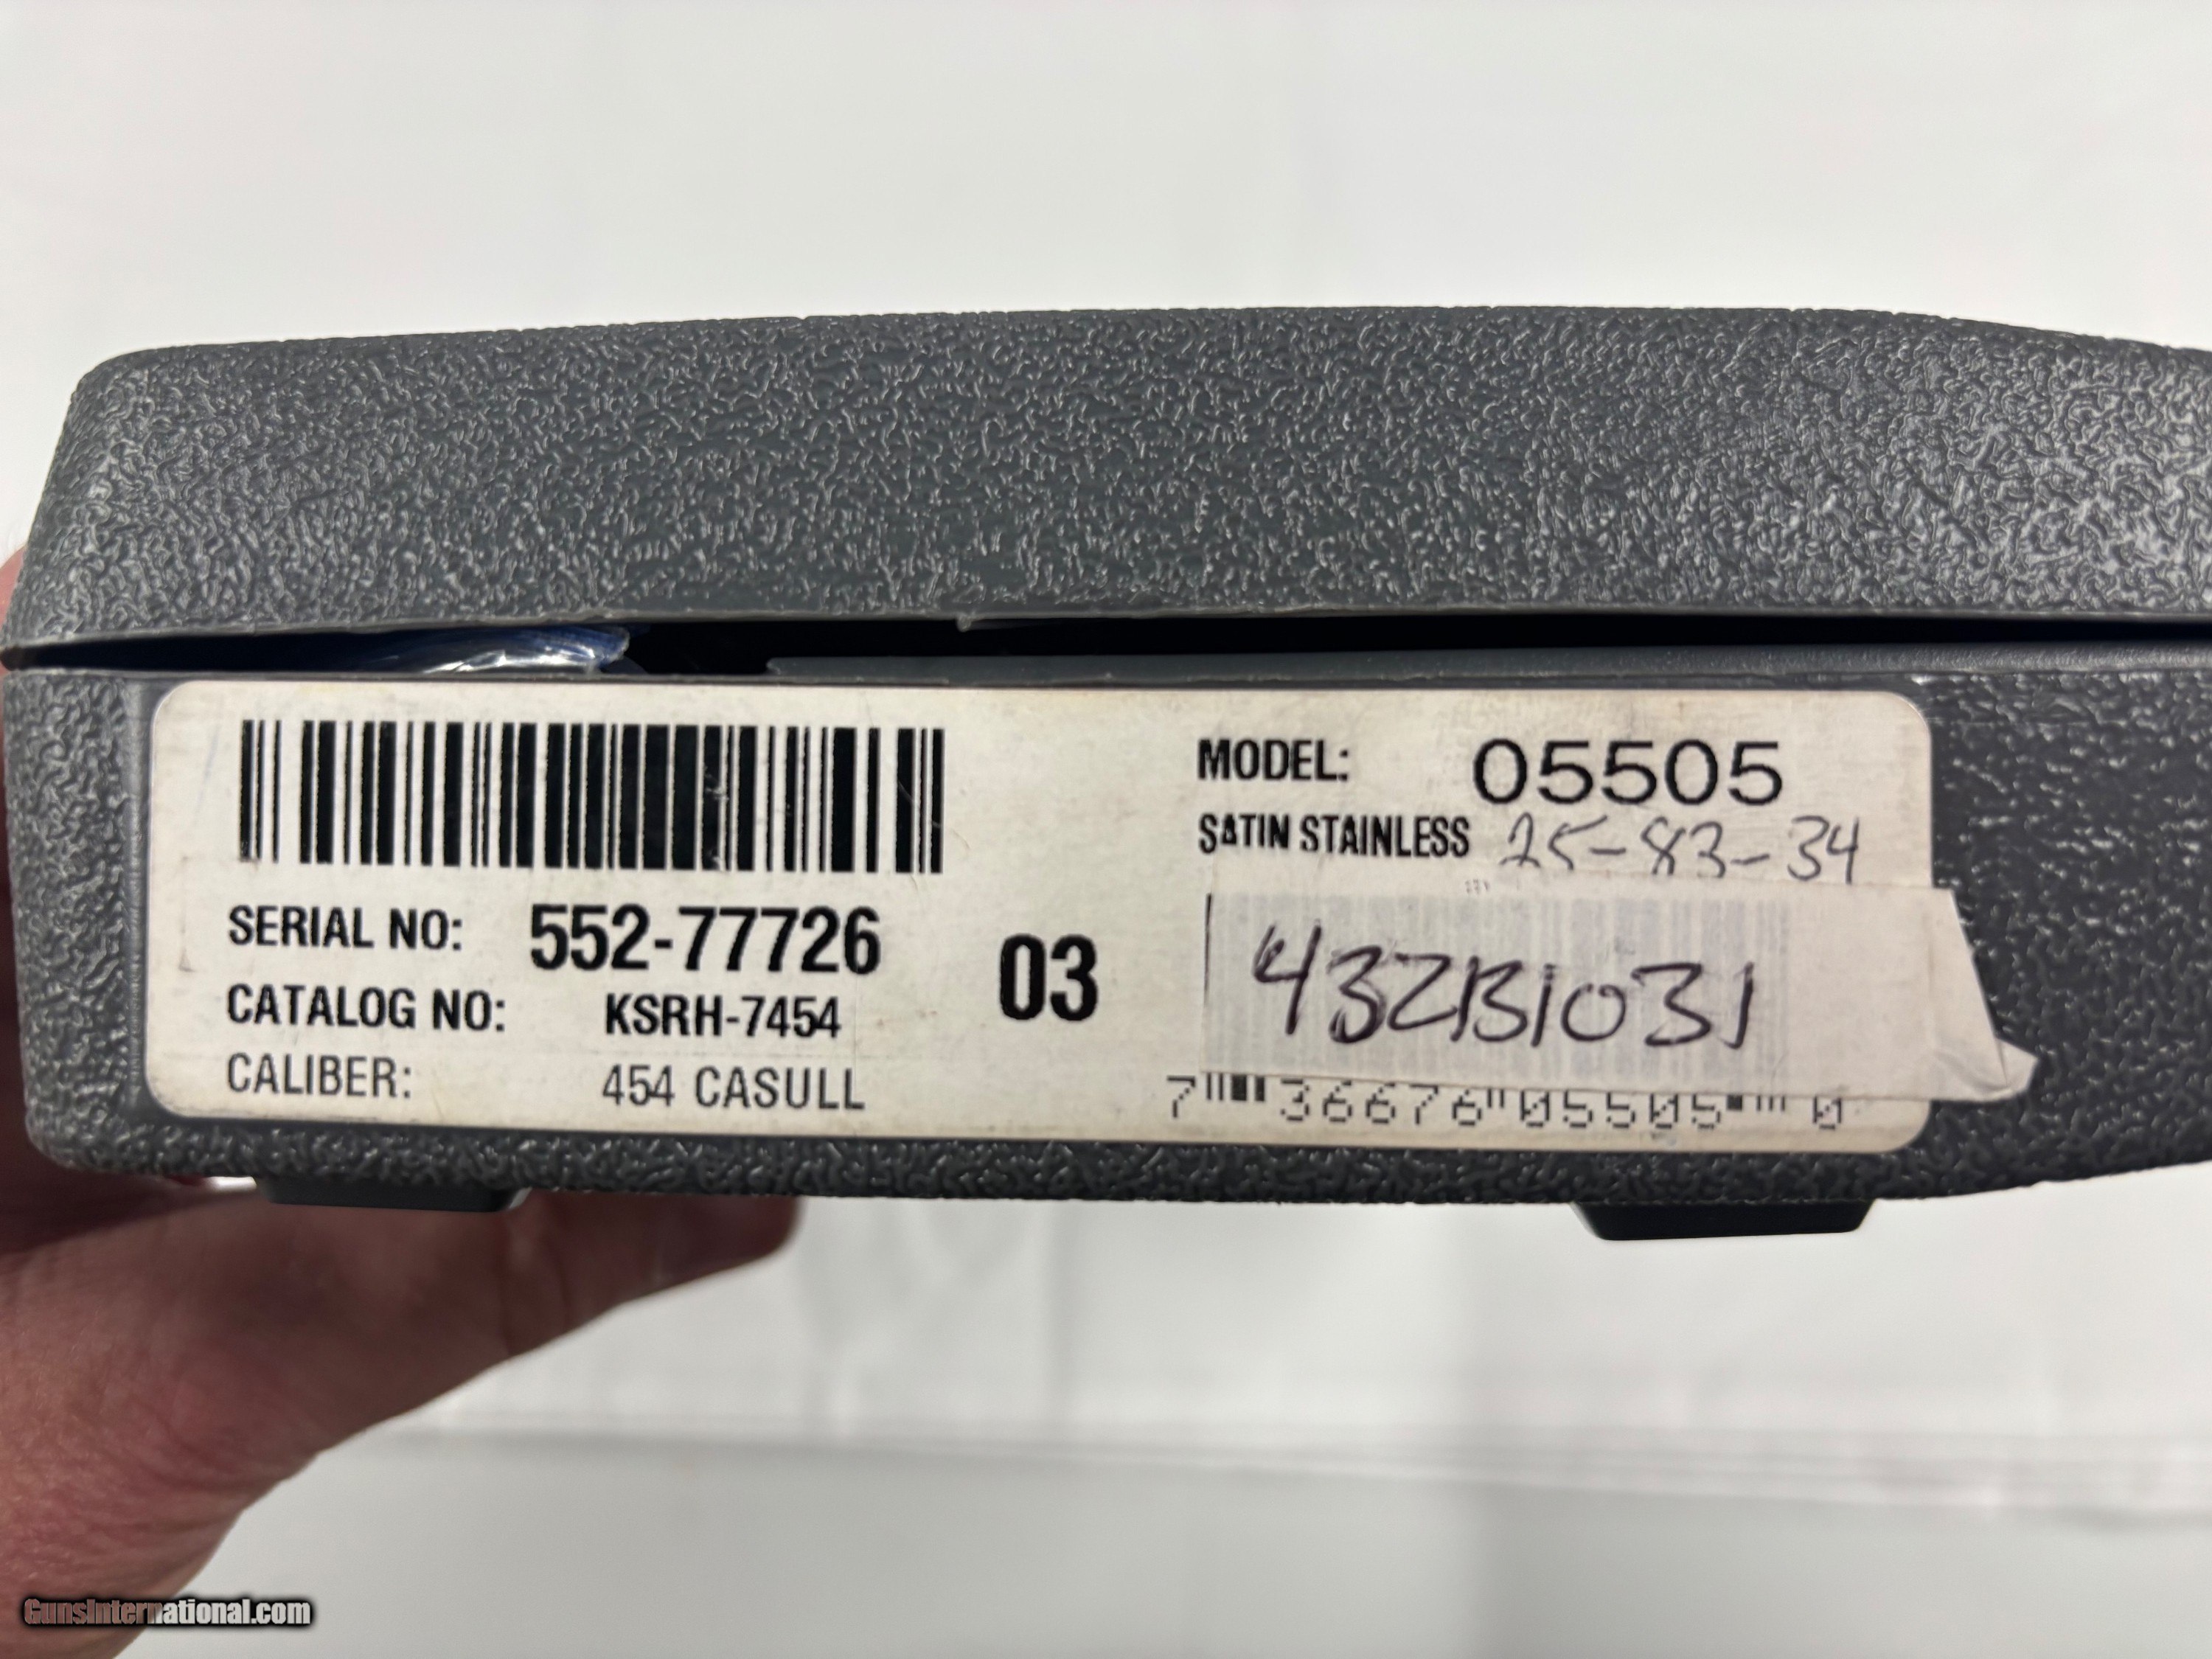 SERIAL NO: 552-77726
CATALOG NO: KSRH-7454
CALIBER: 454 CASULL
03
MODEL: 05505
SATIN STAINLESS 25-83-34
432B1031
7 36676 05505 0
GunsInternational.com